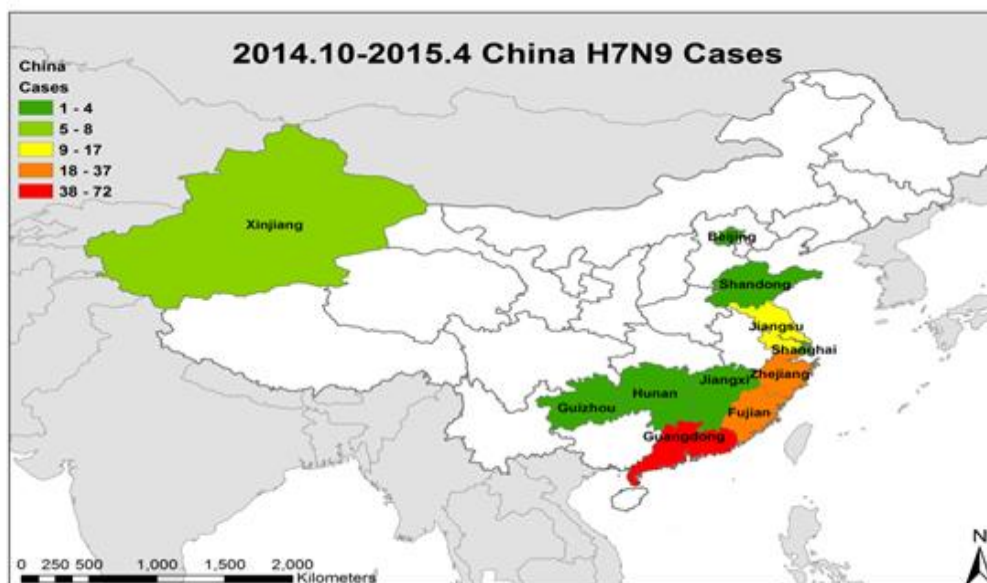 2014.10-2015.4 China H7N9 Cases
China
Cases
1 - 4
5 - 8
9 - 17
18 - 37
38 - 72
Xinjiang
Beijing
Shandong
Jiangsu
Shanghai
Zhejiang
Jiangxi
Hunan
Guizhou
Fujian
Guangdong
N
0 250 500 1,000 1,500 2,000
Kilometers